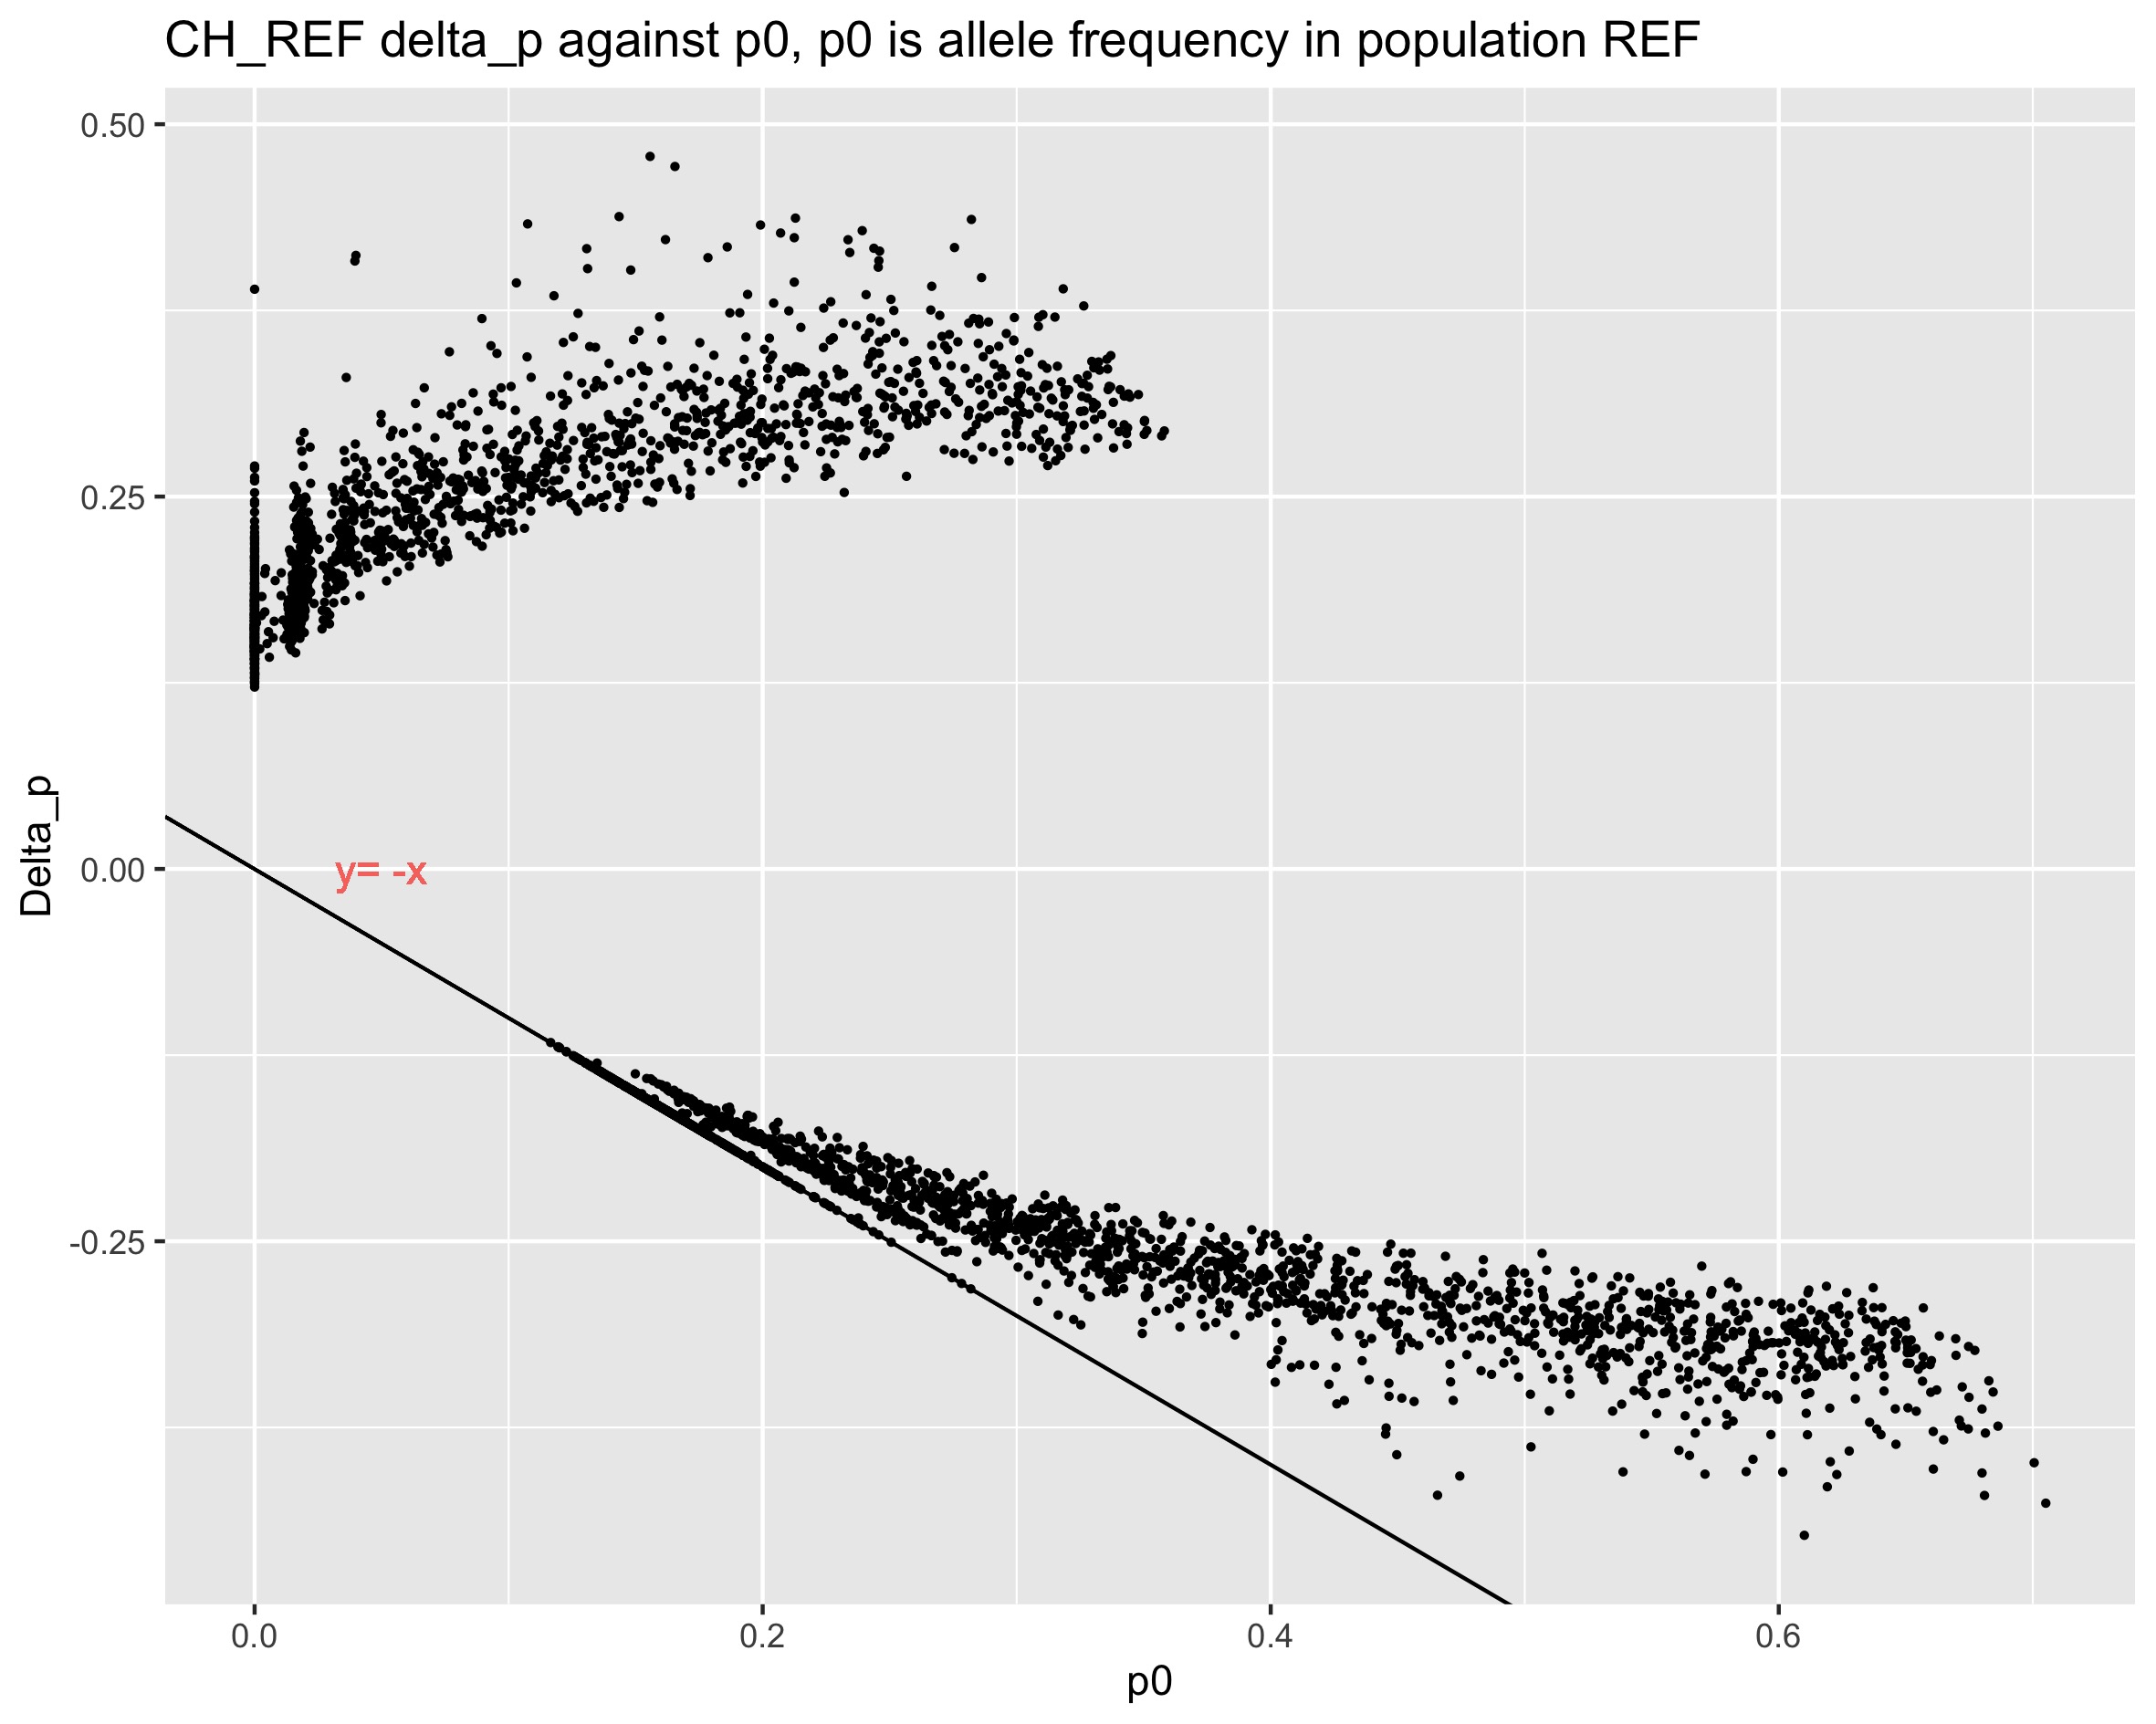 CH_REF delta_p against p0, p0 is allele frequency in population REF
0.50
0.25
0.00
-0.25
Delta_p
y= -x
0.0
0.2
0.4
0.6
p0